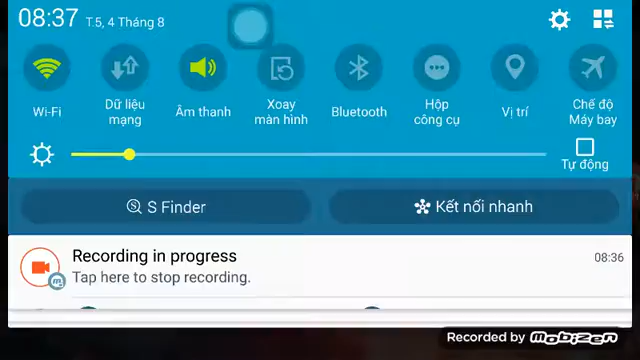 08:37 T.5, 4 Tháng 8
Wi-Fi
Dữ liệu
mạng
Âm thanh
Xoay
màn hình
Bluetooth
Hộp
công cụ
Vị trí
Chế độ
Máy bay
Tự động
S Finder
Kết nối nhanh
Recording in progress
08:36
Tap here to stop recording.
Recorded by mobizen